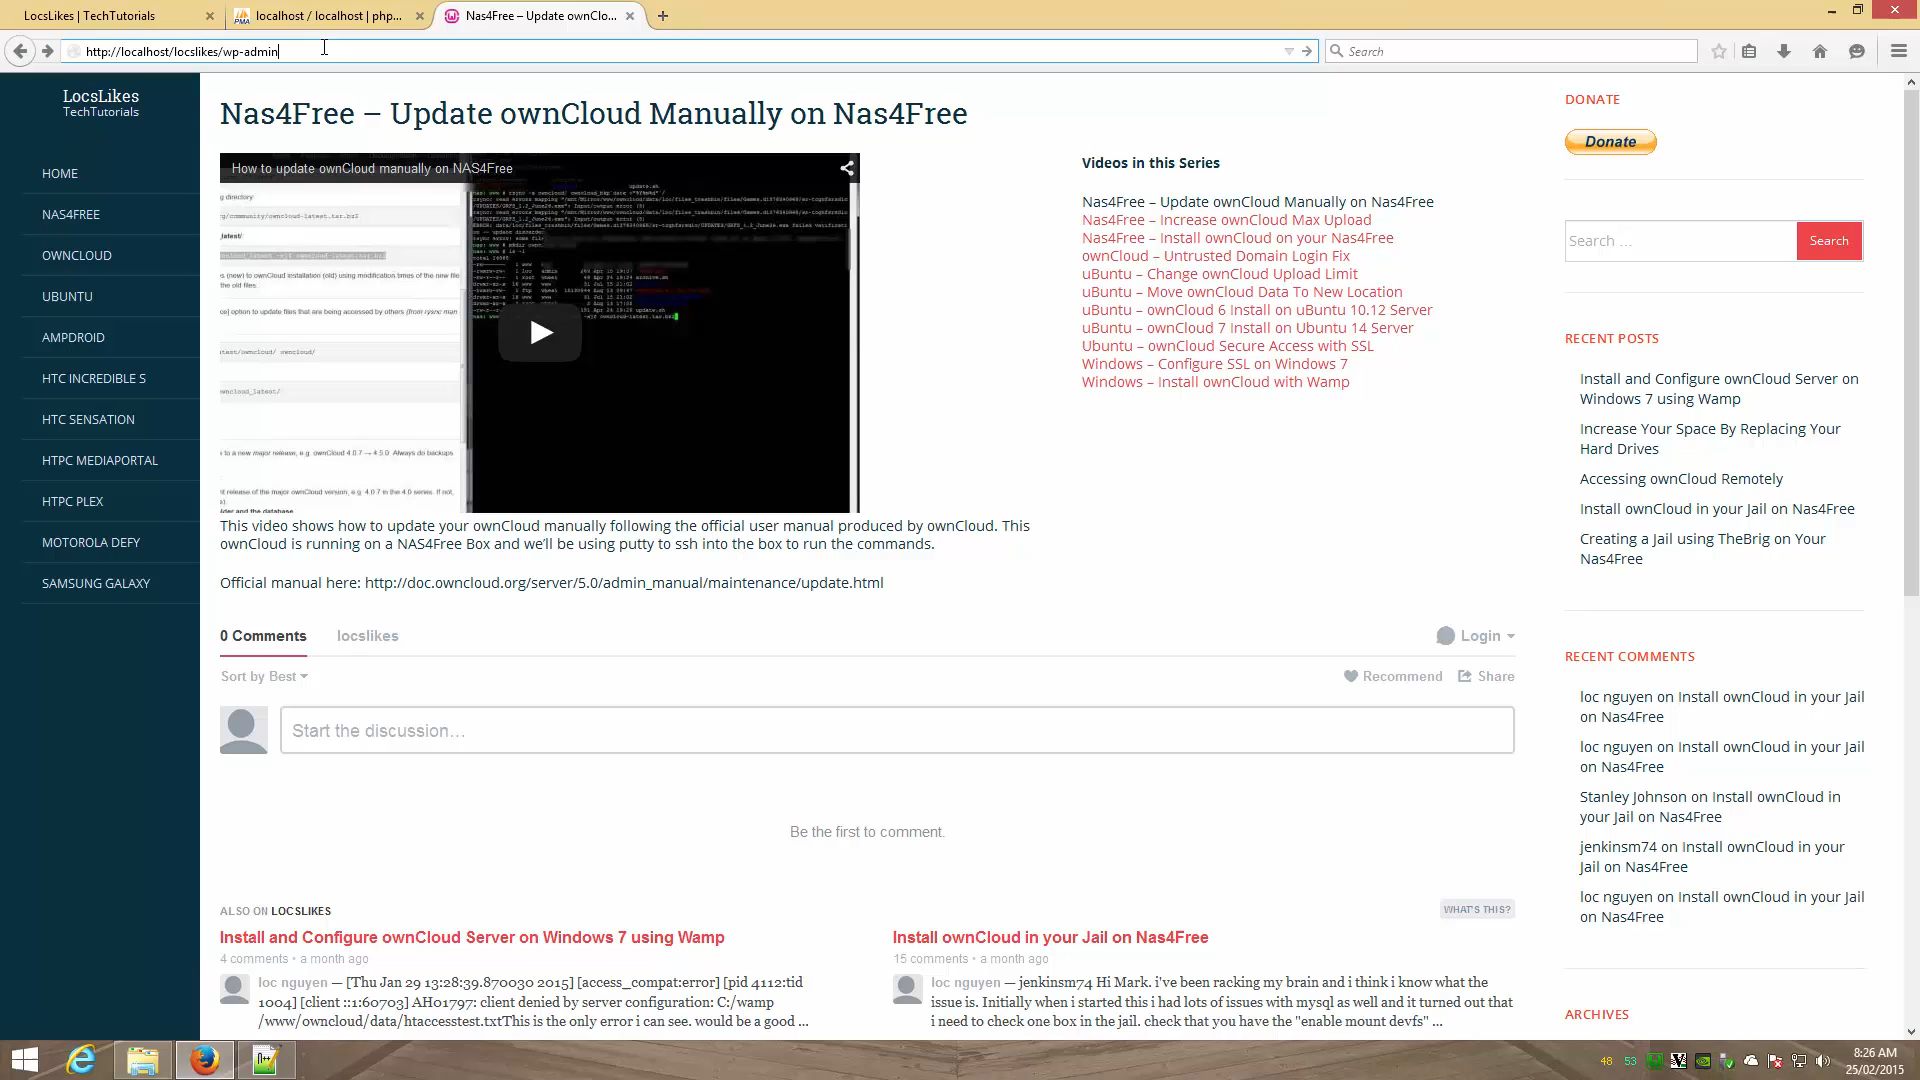 LocsLikes | TechTutorials
localhost / localhost | php...
Nas4Free – Update ownClo...
http://localhost/locslikes/wp-admin
Search
LocsLikes
TechTutorials
HOME
NAS4FREE
OWNCLOUD
UBUNTU
AMPDROID
HTC INCREDIBLE S
HTC SENSATION
HTPC MEDIAPORTAL
HTPC PLEX
MOTOROLA DEFY
SAMSUNG GALAXY
Nas4Free – Update ownCloud Manually on Nas4Free
How to update ownCloud manually on NAS4Free
Videos in this Series
Nas4Free – Update ownCloud Manually on Nas4Free
Nas4Free – Increase ownCloud Max Upload
Nas4Free – Install ownCloud on your Nas4Free
ownCloud – Untrusted Domain Login Fix
uBuntu – Change ownCloud Upload Limit
uBuntu – Move ownCloud Data To New Location
uBuntu – ownCloud 6 Install on uBuntu 10.12 Server
uBuntu – ownCloud 7 Install on Ubuntu 14 Server
Ubuntu – ownCloud Secure Access with SSL
Windows – Configure SSL on Windows 7
Windows – Install ownCloud with Wamp
This video shows how to update your ownCloud manually following the official user manual produced by ownCloud. This
ownCloud is running on a NAS4Free Box and we'll be using putty to ssh into the box to run the commands.
Official manual here: http://doc.owncloud.org/server/5.0/admin_manual/maintenance/update.html
0 Comments
locslikes
Login
Sort by Best
Recommend
Share
Start the discussion...
Be the first to comment.
ALSO ON LOCSLIKES
WHAT'S THIS?
Install and Configure ownCloud Server on Windows 7 using Wamp
4 comments • a month ago
loc nguyen — [Thu Jan 29 13:28:39.870030 2015] [access_compat:error] [pid 4112:tid
1004] [client ::1:60703] AH01797: client denied by server configuration: C:/wamp
/www/owncloud/data/htaccesstest.txtThis is the only error i can see. would be a good ...
Install ownCloud in your Jail on Nas4Free
15 comments • a month ago
loc nguyen — jenkinsm74 Hi Mark. i've been racking my brain and i think i know what the
issue is. Initially when i started this i had lots of issues with mysql as well and it turned out that
i need to check one box in the jail. check that you have the "enable mount devfs" ...
DONATE
Donate
Search ...
Search
RECENT POSTS
Install and Configure ownCloud Server on
Windows 7 using Wamp
Increase Your Space By Replacing Your
Hard Drives
Accessing ownCloud Remotely
Install ownCloud in your Jail on Nas4Free
Creating a Jail using TheBrig on Your
Nas4Free
RECENT COMMENTS
loc nguyen on Install ownCloud in your Jail
on Nas4Free
loc nguyen on Install ownCloud in your Jail
on Nas4Free
Stanley Johnson on Install ownCloud in
your Jail on Nas4Free
jenkinsm74 on Install ownCloud in your
Jail on Nas4Free
loc nguyen on Install ownCloud in your Jail
on Nas4Free
ARCHIVES
48
53
8:26 AM
25/02/2015